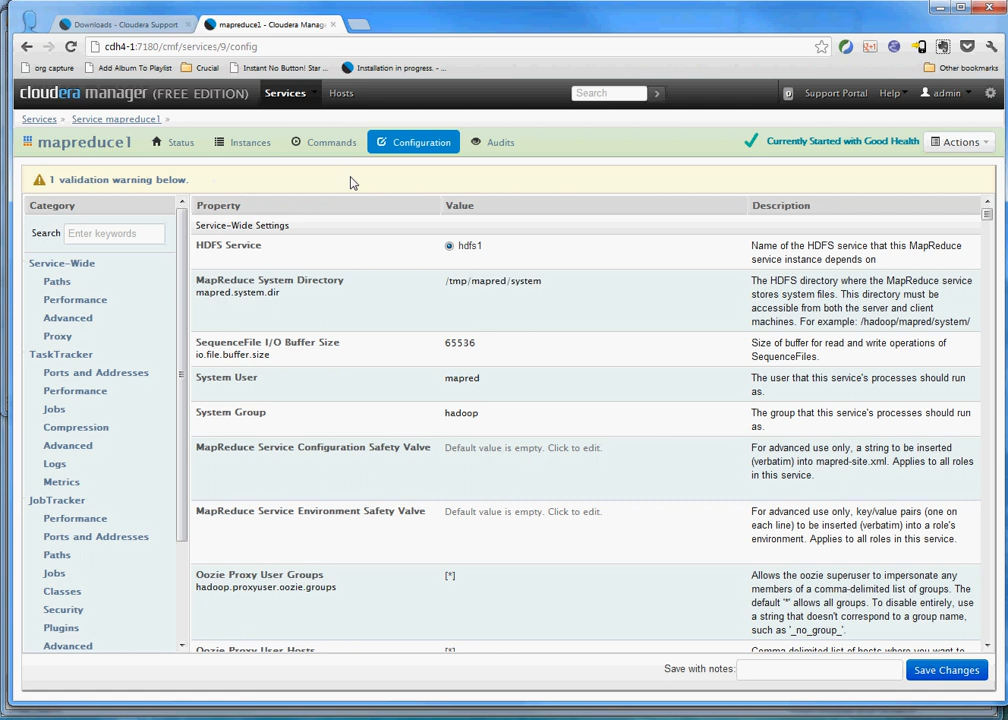 Downloads - Cloudera Support
mapreduce1 - Cloudera Manag
cdh4-1:7180/cmf/services/9/config
org capture
Add Album To Playlist
Crucial
Instant No Button! Star ...
Installation in progress. - ...
Other bookmarks
cloudera manager (FREE EDITION)
Services
Hosts
Search
Support Portal
Help
admin
Services »
Service mapreduce1 »
mapreduce1
Status
Instances
Commands
Configuration
Audits
Currently Started with Good Health
Actions
1 validation warning below.
Category
Search
Enter keywords
Service-Wide
Paths
Performance
Advanced
Proxy
TaskTracker
Ports and Addresses
Performance
Jobs
Compression
Advanced
Logs
Metrics
JobTracker
Performance
Ports and Addresses
Paths
Jobs
Classes
Security
Plugins
Advanced
Property
Value
Description
Service-Wide Settings
HDFS Service
hdfs1
Name of the HDFS service that this MapReduce
service instance depends on
MapReduce System Directory
mapred.system.dir
/tmp/mapred/system
The HDFS directory where the MapReduce service
stores system files. This directory must be
accessible from both the server and client
machines. For example: /hadoop/mapred/system/
SequenceFile I/O Buffer Size
io.file.buffer.size
65536
Size of buffer for read and write operations of
SequenceFiles.
System User
mapred
The user that this service's processes should run
as.
System Group
hadoop
The group that this service's processes should run
as.
MapReduce Service Configuration Safety Valve
Default value is empty. Click to edit.
For advanced use only, a string to be inserted
(verbatim) into mapred-site.xml. Applies to all roles
in this service.
MapReduce Service Environment Safety Valve
Default value is empty. Click to edit.
For advanced use only, key/value pairs (one on
each line) to be inserted (verbatim) into a role's
environment. Applies to all roles in this service.
Oozie Proxy User Groups
hadoop.proxyuser.oozie.groups
[*]
Allows the oozie superuser to impersonate any
members of a comma-delimited list of groups. The
default '*' allows all groups. To disable entirely, use
a string that doesn't correspond to a group name,
such as '_no_group_'.
Oozie Proxy User Hosts
[*]
Comma delimited list of hosts where you want to
Save with notes:
Save Changes